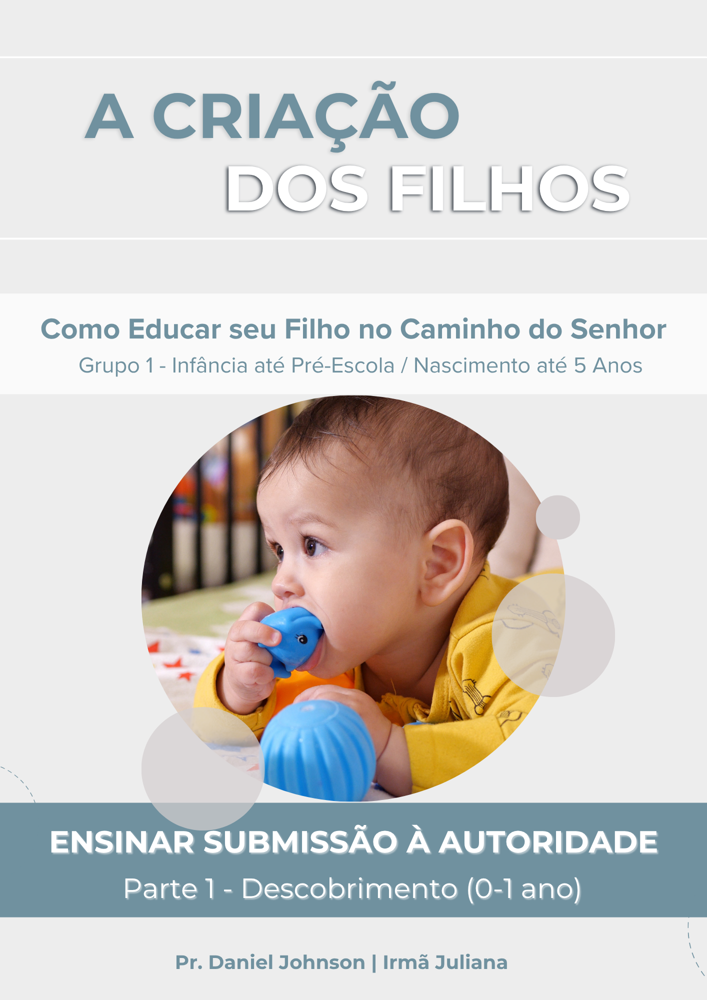 A CRIAÇÃO
DOS FILHOS
Como Educar seu Filho no Caminho do Senhor
Grupo 1 - Infância até Pré-Escola / Nascimento até 5 Anos
ENSINAR SUBMISSÃO À AUTORIDADE
Parte 1 - Descobrimento (0-1 ano)
Pr. Daniel Johnson | Irmã Juliana